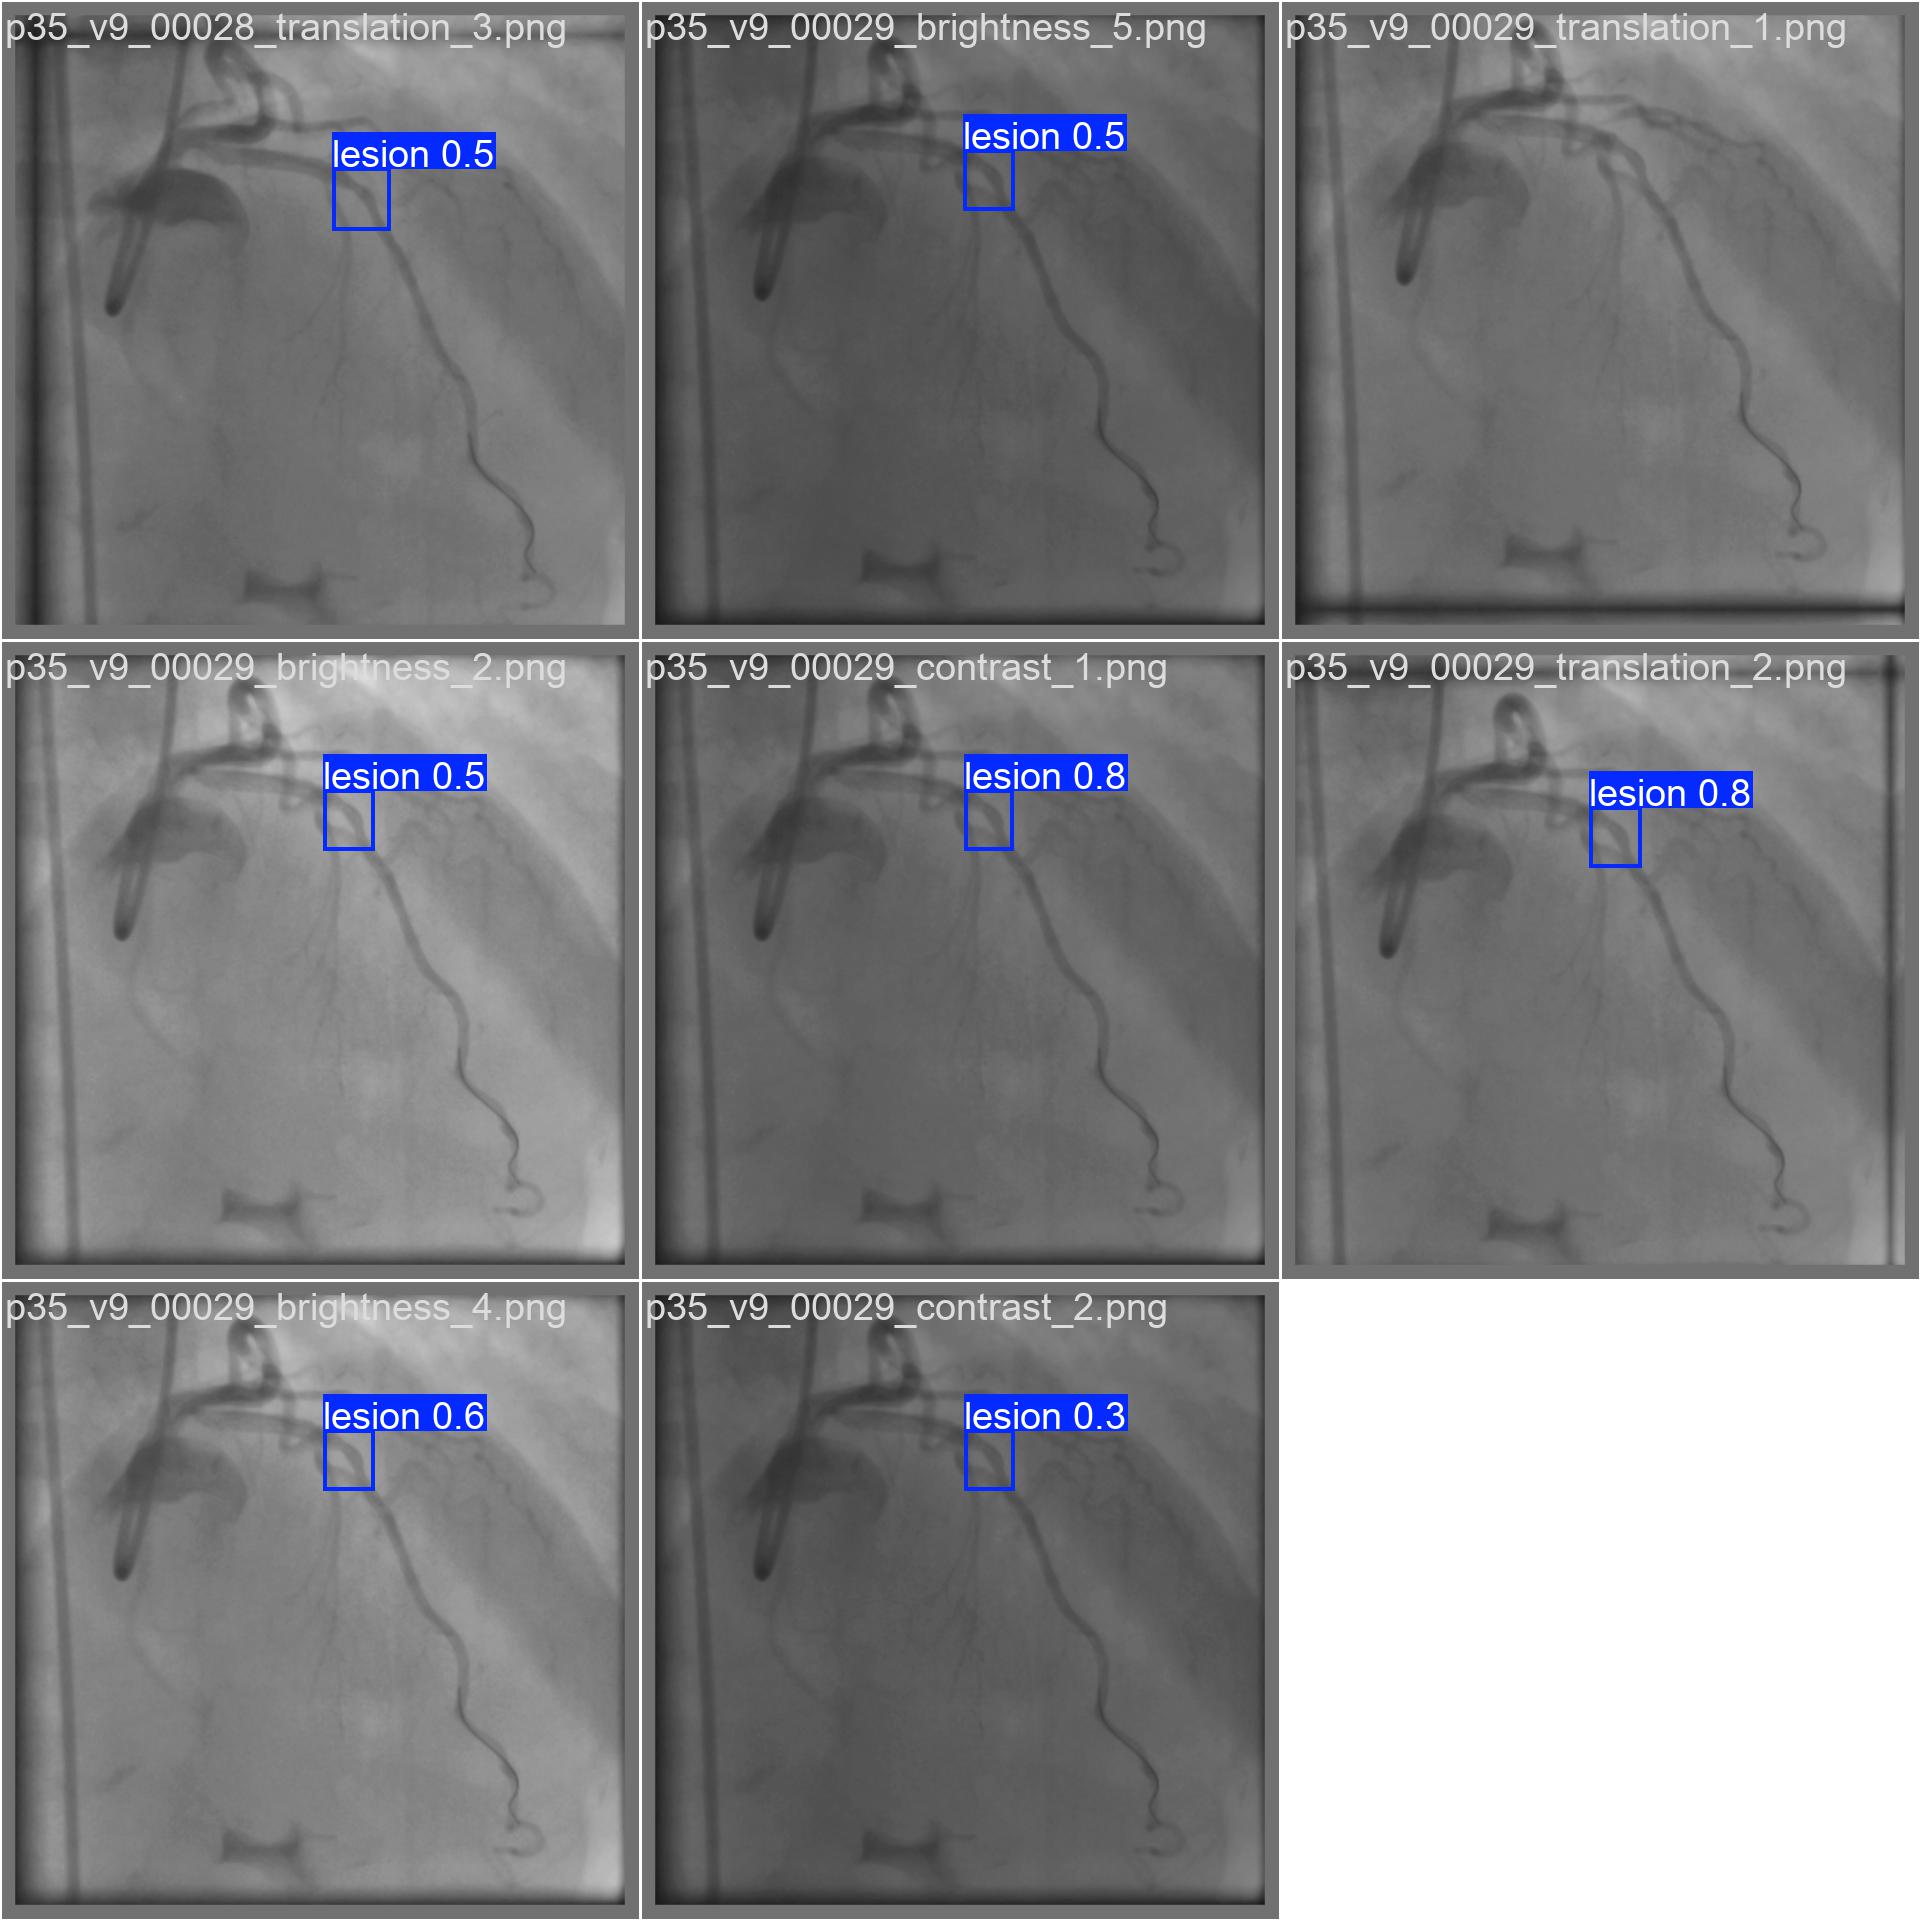 p35_v9_00028_translation_3.png
p35_v9_00029_brightness_5.png
p35_v9_00029_translation_1.png
lesion 0.5
lesion 0.5
p35_v9_00029_brightness_2.png
p35_v9_00029_contrast_1.png
p35_v9_00029_translation_2.png
lesion 0.5
lesion 0.8
lesion 0.8
p35_v9_00029_brightness_4.png
p35_v9_00029_contrast_2.png
lesion 0.6
lesion 0.3